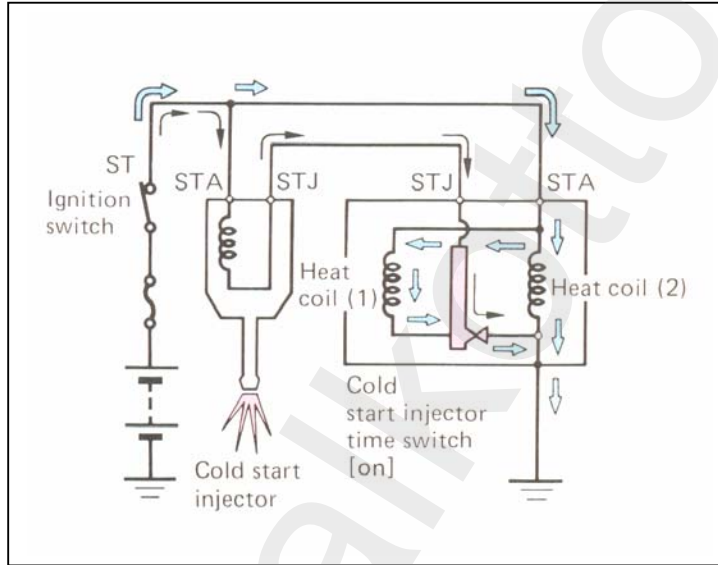 ST
Ignition
switch
STA
STJ
STJ
STA
Heat
coil (1)
Heat coil (2)
Cold
start injector
time switch
[on]
Cold start
injector